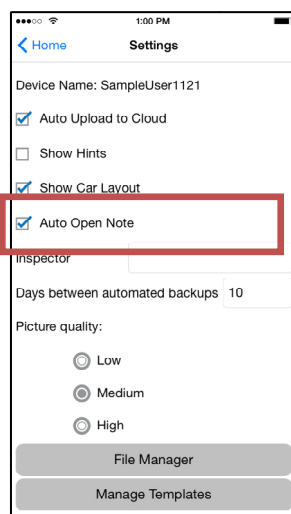 1:00 PM
Home Settings
Device Name: SampleUser1121
Auto Upload to Cloud
Show Hints
Show Car Layout
Auto Open Note
Inspector
Days between automated backups 10
Picture quality:
Low
Medium
High
File Manager
Manage Templates